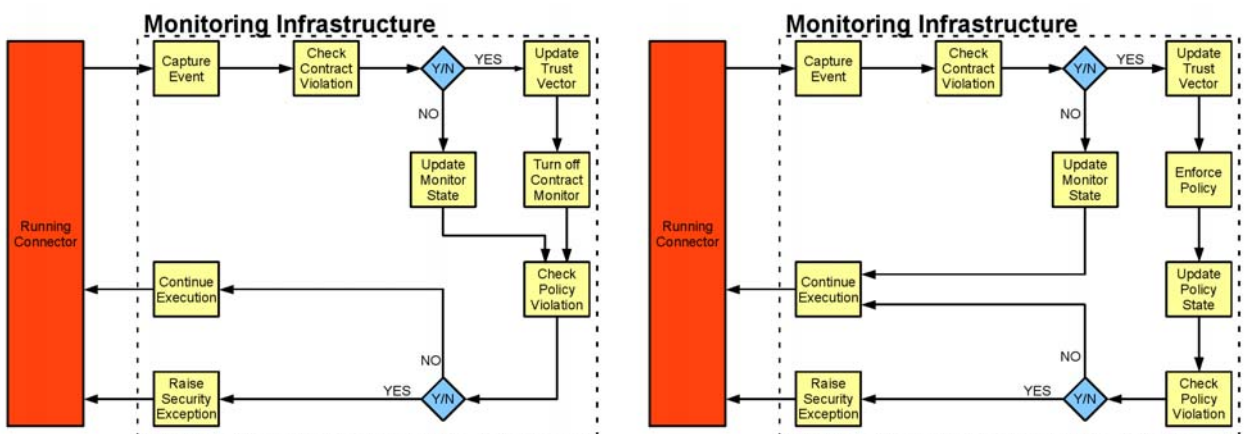 Monitoring Infrastructure
Capture
Event
Check
Contract
Violation
Y/N
YES
Update
Trust
Vector
NO
Update
Monitor
State
Turn off
Contract
Monitor
Running
Connector
Continue
Execution
Check
Policy
Violation
NO
Raise
Security
Exception
YES
Y/N
Monitoring Infrastructure
Capture
Event
Check
Contract
Violation
Y/N
YES
Update
Trust
Vector
NO
Update
Monitor
State
Enforce
Policy
Running
Connector
Continue
Execution
Update
Policy
State
NO
Raise
Security
Exception
YES
Y/N
Check
Policy
Violation